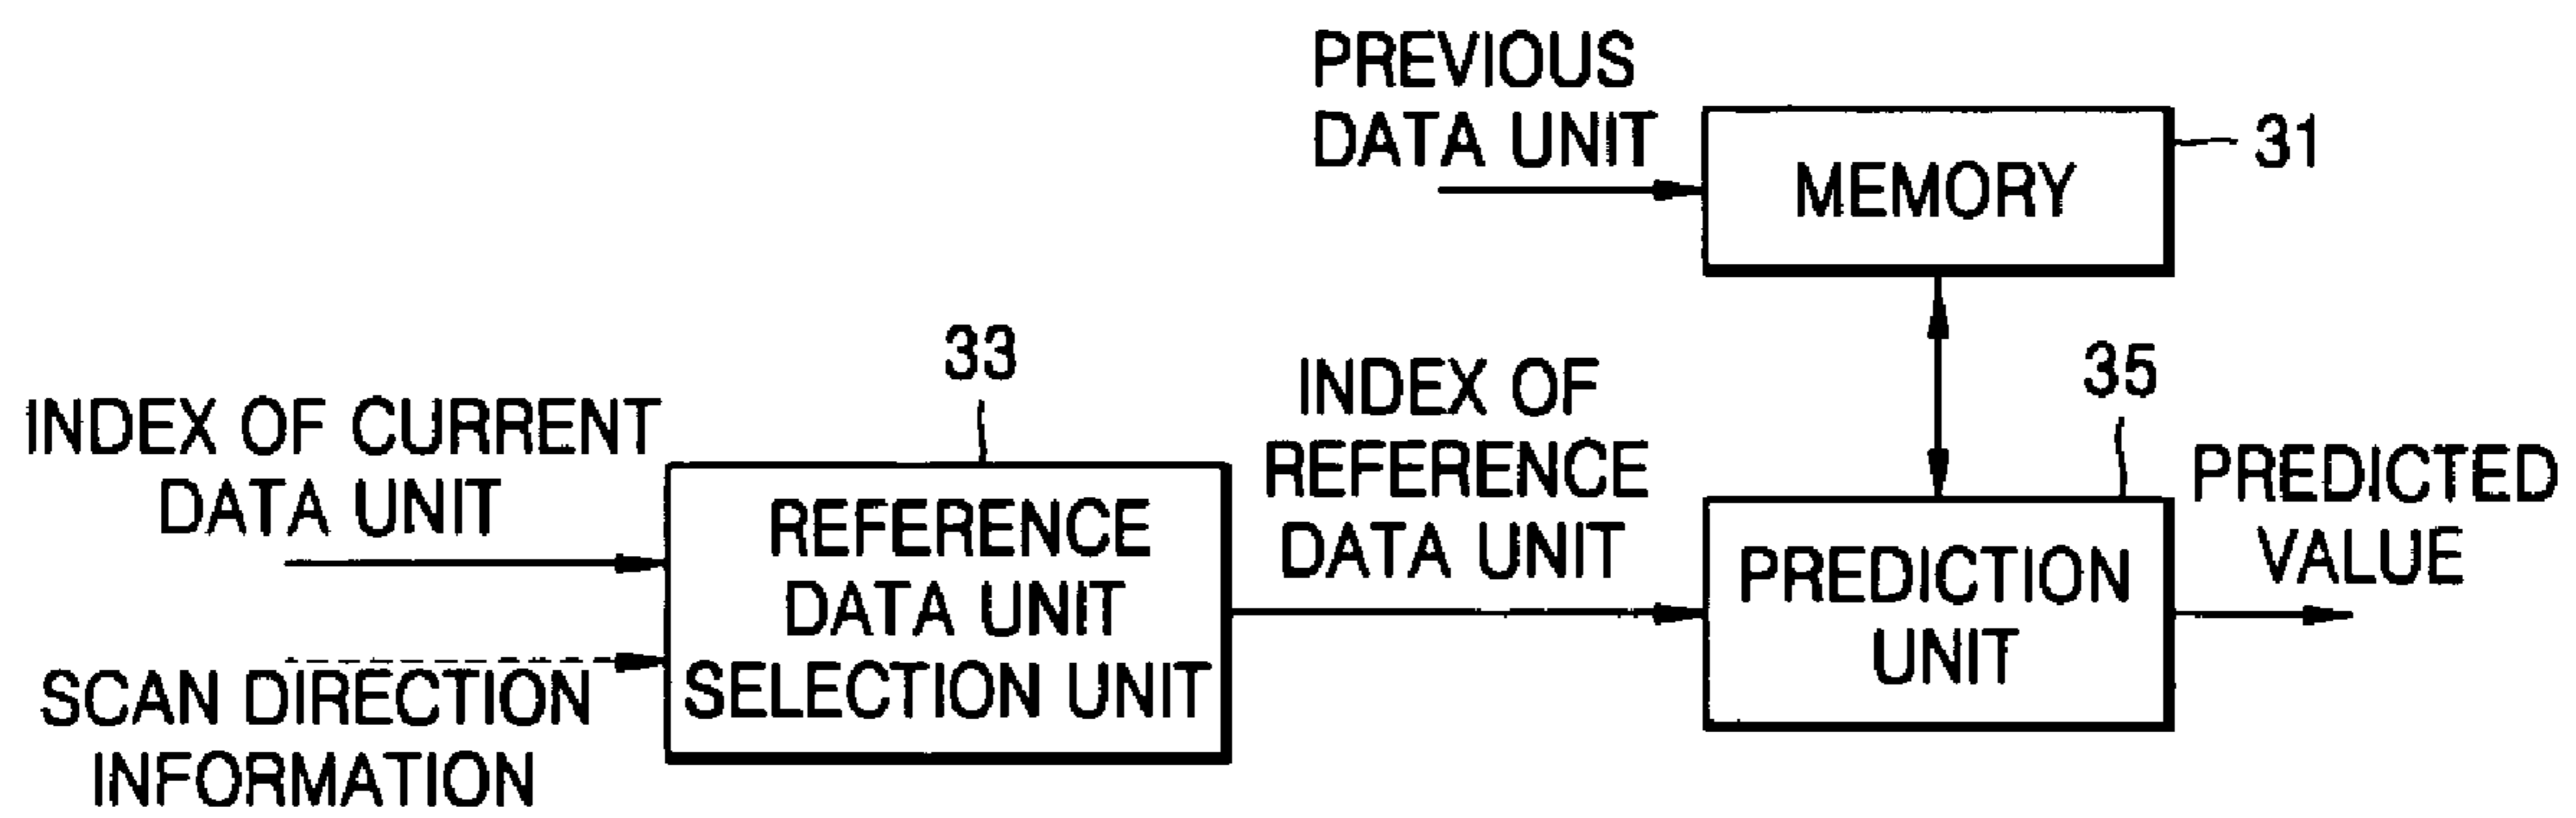 PREVIOUS
DATA UNIT
MEMORY
31
33
INDEX OF CURRENT
DATA UNIT
SCAN DIRECTION
INFORMATION
REFERENCE
DATA UNIT
SELECTION UNIT
INDEX OF
REFERENCE
DATA UNIT
35
PREDICTION
UNIT
PREDICTED
VALUE